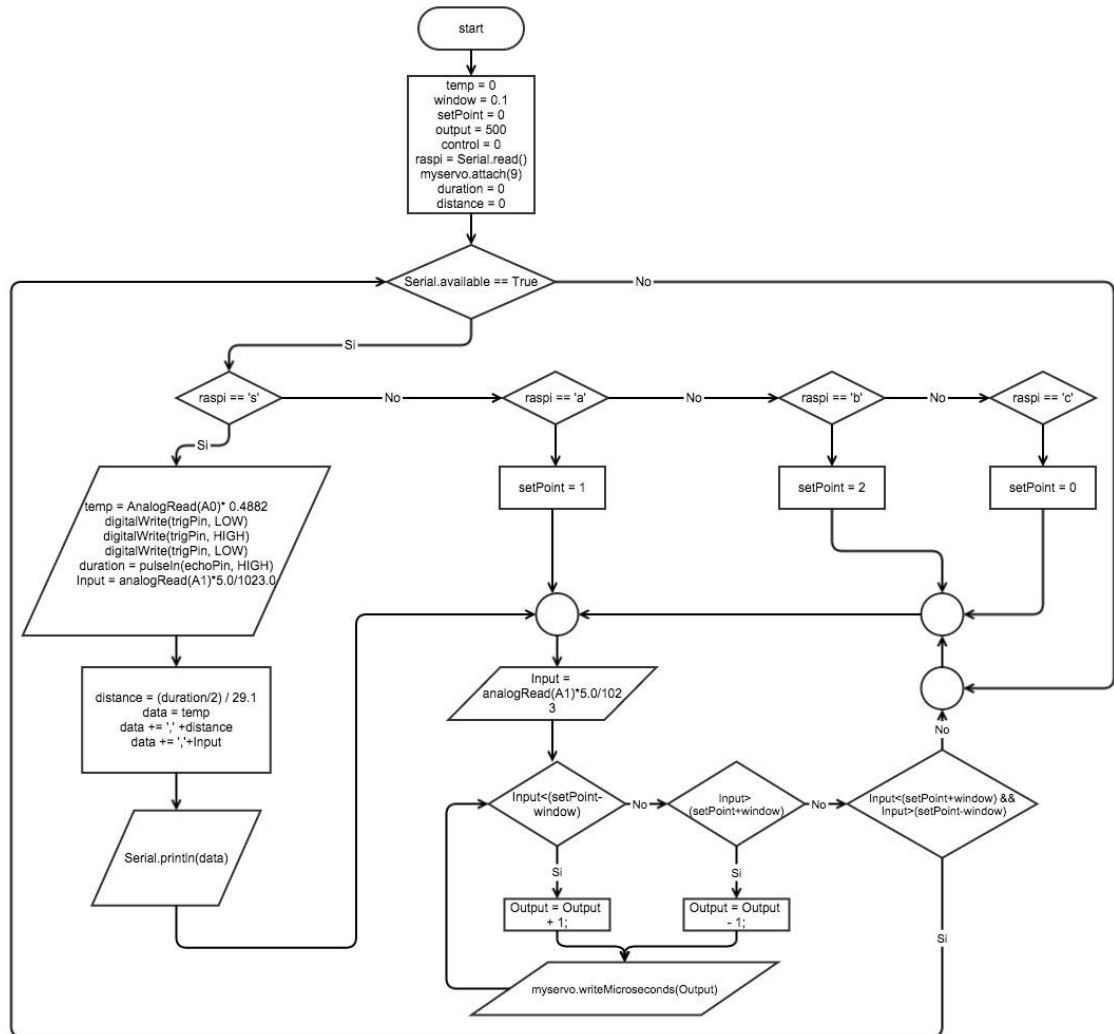 start
temp = 0
window = 0.1
setPoint = 0
output = 500
control = 0
raspi = Serial.read()
myservo.attach(9)
duration = 0
distance = 0
Serial.available == True
No
Si
raspi == 's'
No
raspi == 'a'
No
raspi == 'b'
No
raspi == 'c'
Si
temp = AnalogRead(A0)* 0.4882
digitalWrite(trigPin, LOW)
digitalWrite(trigPin, HIGH)
digitalWrite(trigPin, LOW)
duration = pulseIn(echoPin, HIGH)
Input = analogRead(A1)*5.0/1023.0
setPoint = 1
setPoint = 2
setPoint = 0
distance = (duration/2) / 29.1
data = temp
data += ',' +distance
data += ','+Input
Serial.println(data)
Input =
analogRead(A1)*5.0/102
3
Input<(setPoint-
window)
No
Input>
(setPoint+window)
No
Input<(setPoint+window) &&
Input>(setPoint-window)
No
Si
Si
Output = Output
+ 1;
Output = Output
- 1;
Si
myservo.writeMicroseconds(Output)